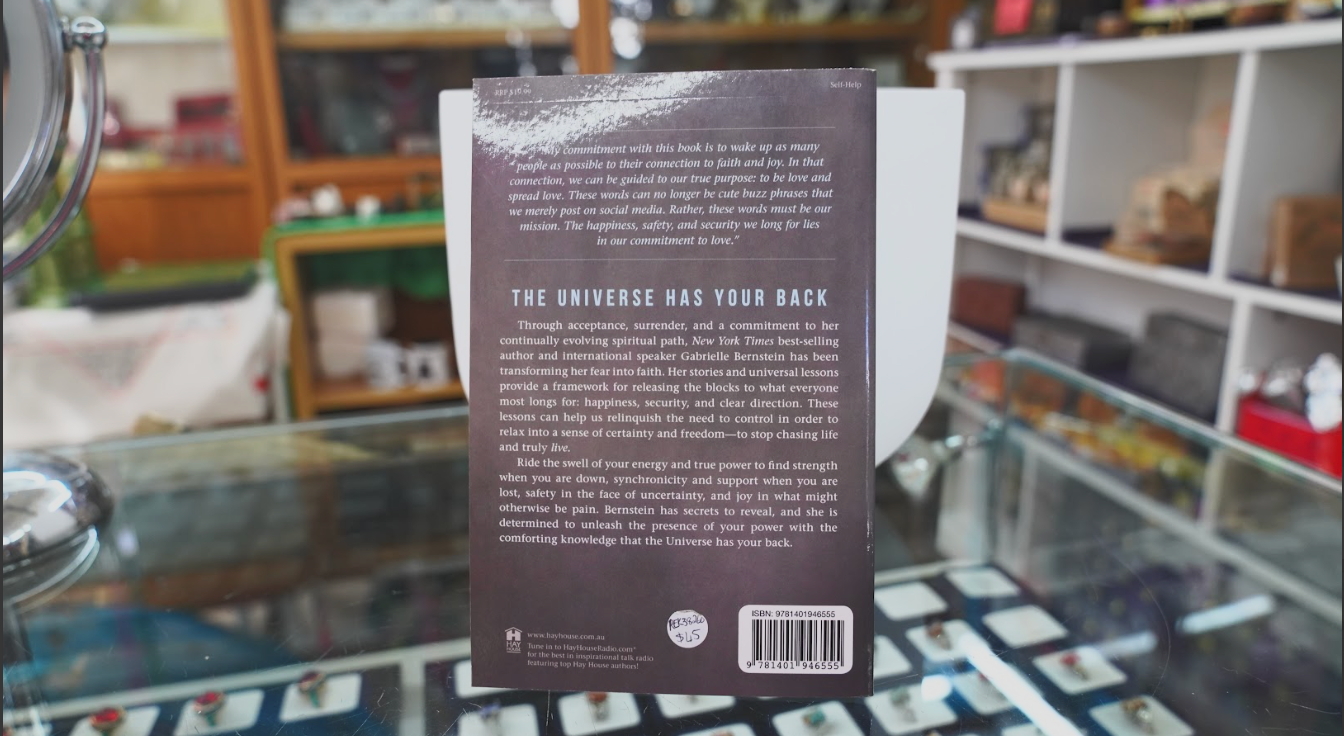 Self-Help
commitment with this book is to wake up as many
people as possible to their connection to faith and joy. In that
connection, we can be guided to our true purpose: to be love and
spread love. These words can no longer be cute buzz phrases that
we merely post on social media. Rather, these words must be our
mission. The happiness, safety, and security we long for lies
in our commitment to love."
THE UNIVERSE HAS YOUR BACK
Through acceptance, surrender, and a commitment to her
continually evolving spiritual path, New York Times best-selling
author and international speaker Gabrielle Bernstein has been
transforming her fear into faith. Her stories and universal lessons
provide a framework for releasing the blocks to what everyone
most longs for: happiness, security, and clear direction. These
lessons can help us relinquish the need to control in order to
relax into a sense of certainty and freedom—to stop chasing life
and truly live.
Ride the swell of your energy and true power to find strength
when you are down, synchronicity and support when you are
lost, safety in the face of uncertainty, and joy in what might
otherwise be pain. Bernstein has secrets to reveal, and she is
determined to unleash the presence of your power with the
comforting knowledge that the Universe has your back.
HAY
HOUSE
www.hayhouse.com.au
Tune in to HayHouseRadio.com®
for the best in inspirational talk radio
featuring top Hay House authors!
$45
ISBN: 9781401946555
9 781401 946555